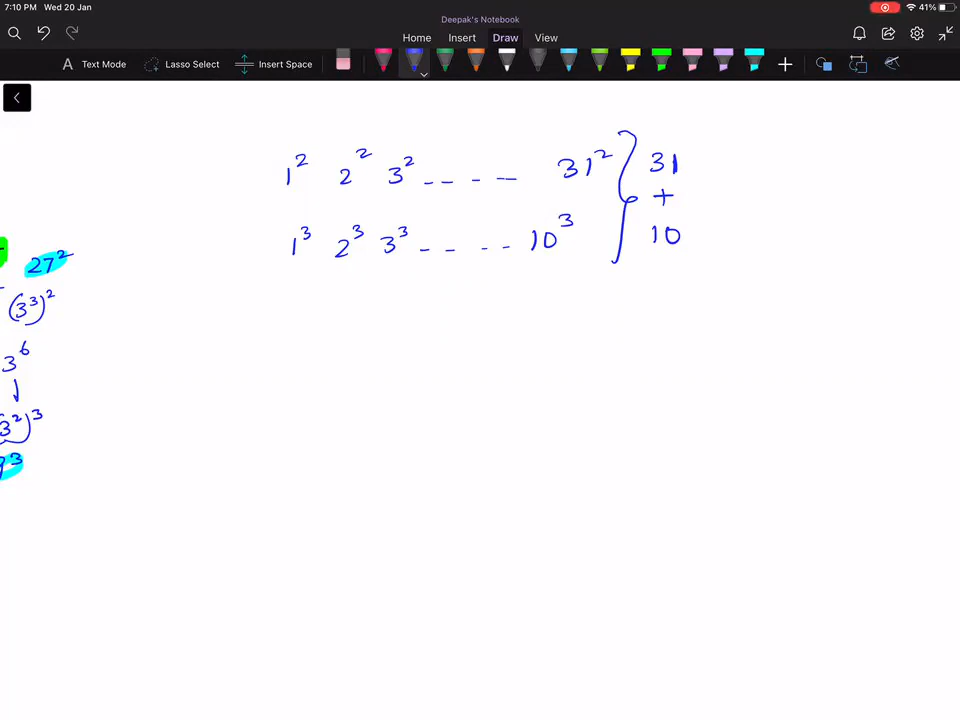 7:10 PM Wed 20 Jan 41%
Deepak's Notebook
Home Insert Draw View
Text Mode Lasso Select Insert Space
1² 2² 3² -- - -- 31² } 31
+
1³ 2³ 3³ - - - - 10³ 10
27²
(3³)²
3⁶
↓
3²)³
9³